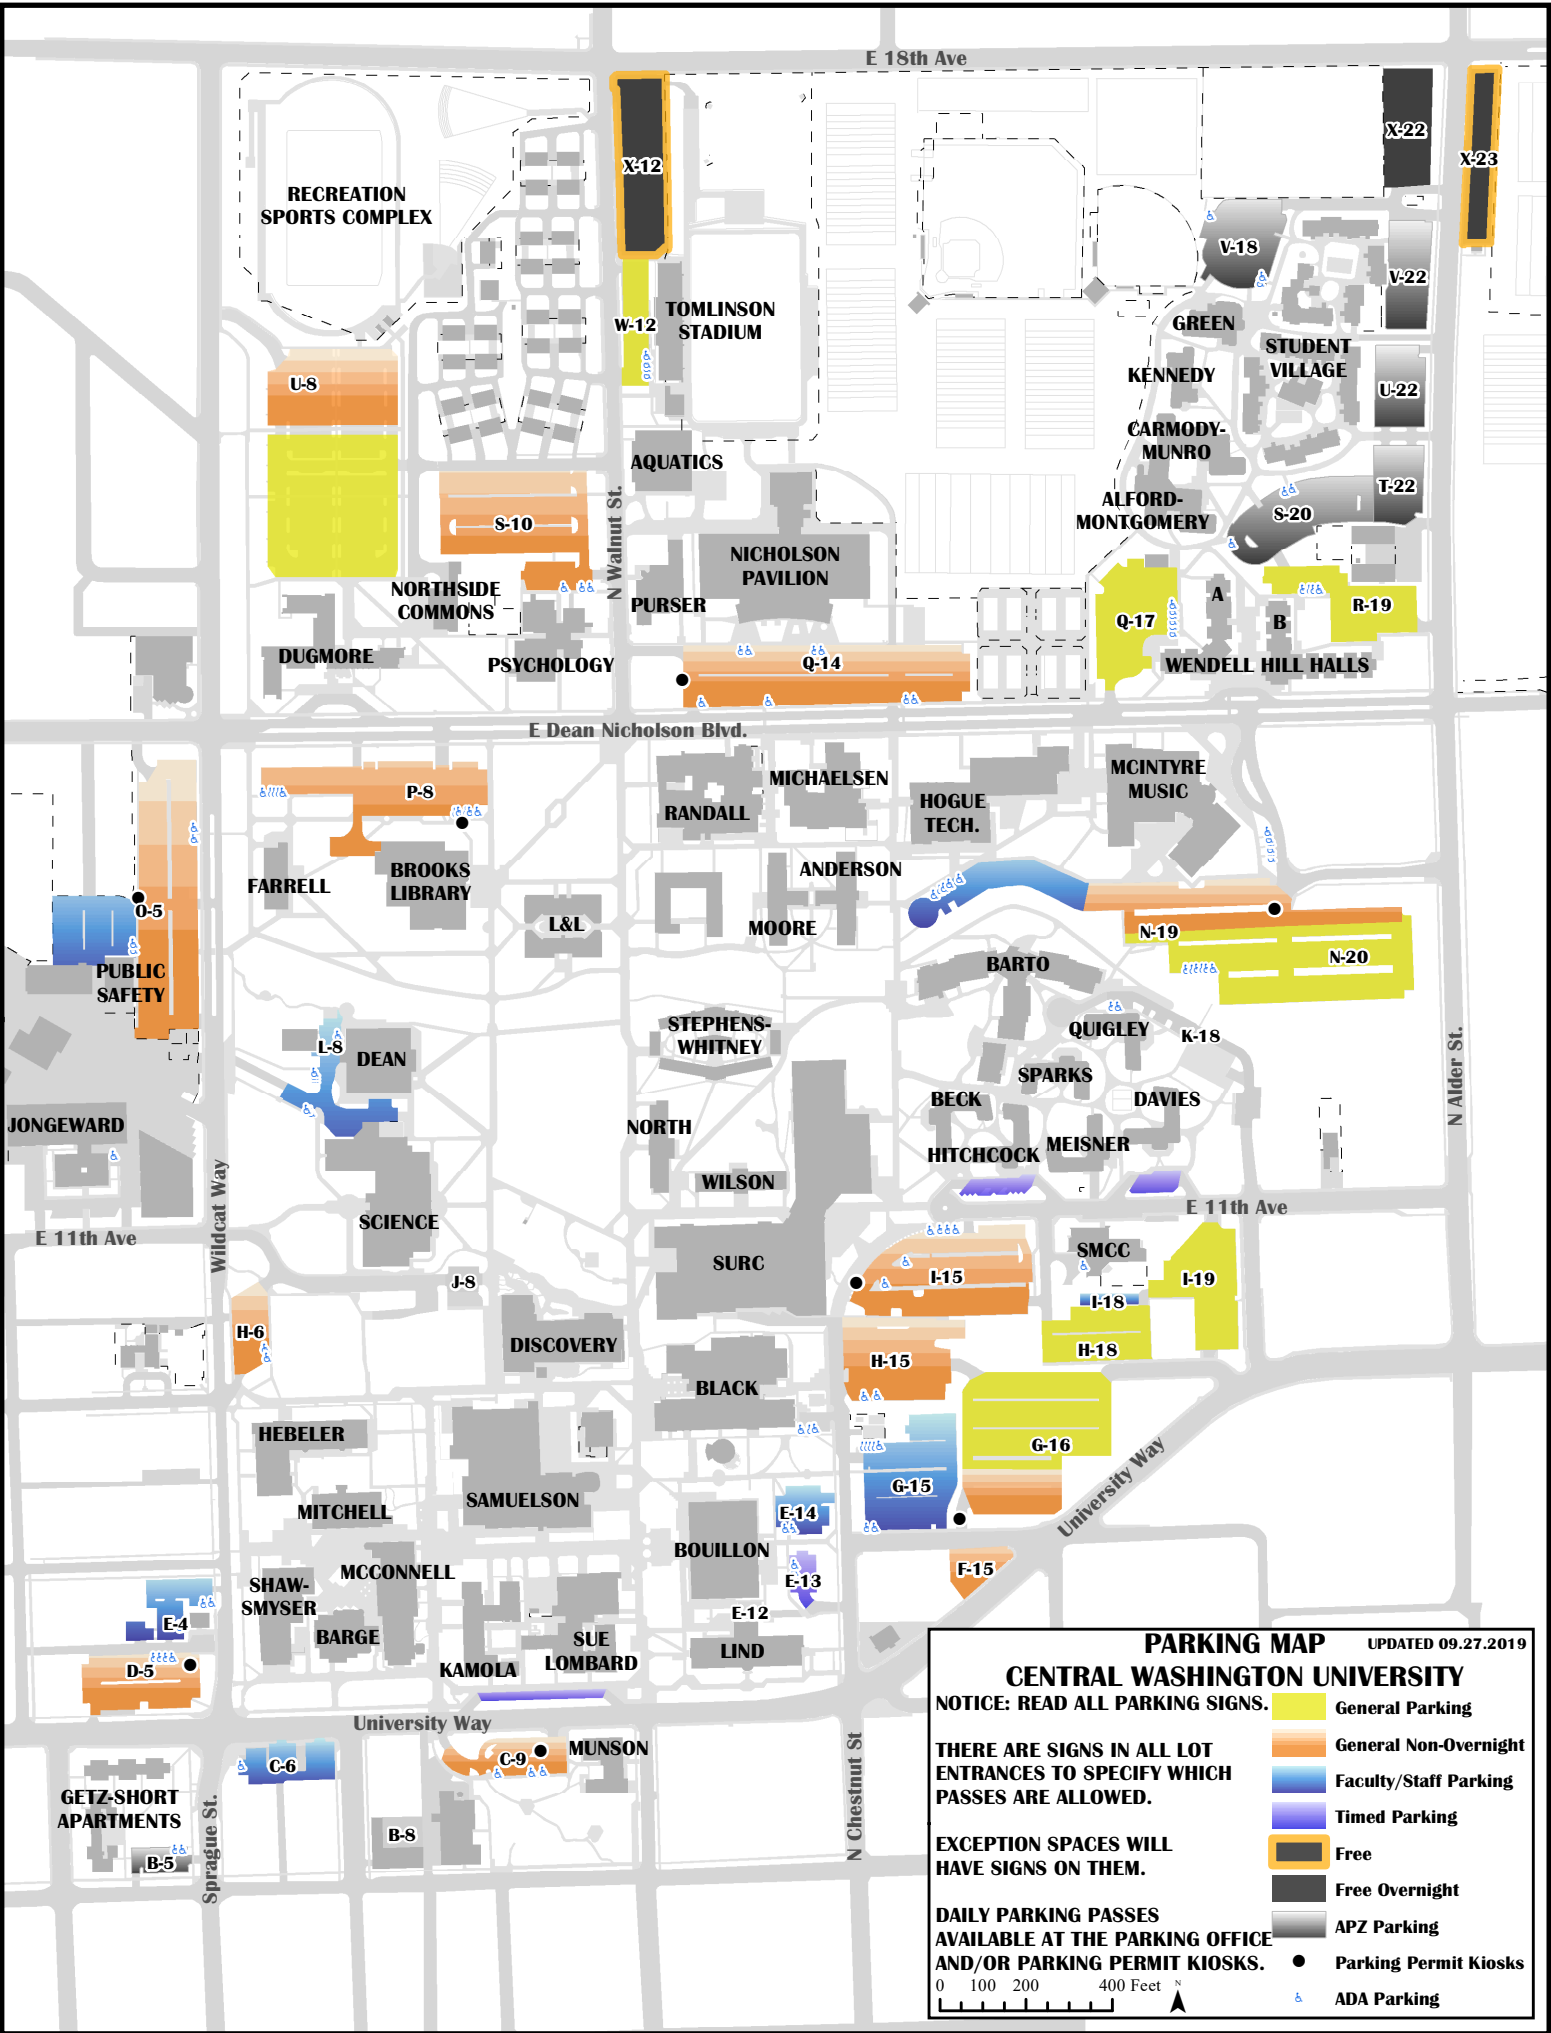 E 18th Ave
X-22
X-12
X-23
RECREATION
SPORTS COMPLEX
V-18
V-22
TOMLINSON
STADIUM
W-12
GREEN
STUDENT
VILLAGE
KENNEDY
U-8
U-22
CARMODY-
MUNRO
AQUATICS
T-22
ALFORD-
MONTGOMERY
S-20
S-10
N Walnut St.
NICHOLSON
PAVILION
NORTHSIDE
COMMONS
PURSER
A
B
R-19
Q-17
DUGMORE
PSYCHOLOGY
Q-14
WENDELL HILL HALLS
E Dean Nicholson Blvd.
MCINTYRE
MUSIC
MICHAELSEN
P-8
HOGUE
TECH.
RANDALL
BROOKS
LIBRARY
FARRELL
ANDERSON
O-5
L&L
MOORE
N-19
N-20
PUBLIC
SAFETY
BARTO
STEPHENS-
WHITNEY
QUIGLEY
K-18
L-8
DEAN
SPARKS
N Alder St.
BECK
DAVIES
JONGEWARD
NORTH
HITCHCOCK
MEISNER
WILSON
Wildcat Way
E 11th Ave
SCIENCE
E 11th Ave
SMCC
SURC
I-15
I-19
J-8
I-18
H-6
DISCOVERY
H-15
H-18
BLACK
HEBELER
G-16
G-15
University Way
SAMUELSON
MITCHELL
E-14
BOUILLON
MCCONNELL
F-15
E-13
SHAW-
SMYSER
E-12
E-4
BARGE
SUE
LOMBARD
LIND
D-5
KAMOLA
University Way
MUNSON
C-9
C-6
GETZ-SHORT
APARTMENTS
B-8
B-5
Sprague St.
N Chestnut St
PARKING MAP
UPDATED 09.27.2019
CENTRAL WASHINGTON UNIVERSITY
NOTICE: READ ALL PARKING SIGNS.
THERE ARE SIGNS IN ALL LOT
ENTRANCES TO SPECIFY WHICH
PASSES ARE ALLOWED.
EXCEPTION SPACES WILL
HAVE SIGNS ON THEM.
DAILY PARKING PASSES
AVAILABLE AT THE PARKING OFFICE
AND/OR PARKING PERMIT KIOSKS.
General Parking
General Non-Overnight
Faculty/Staff Parking
Timed Parking
Free
Free Overnight
APZ Parking
Parking Permit Kiosks
ADA Parking
0 100 200 400 Feet
N